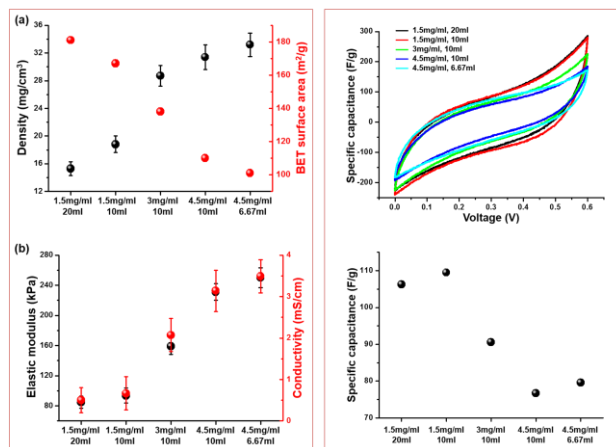 (a)
Density (mg/cm³)
36
32
28
24
20
16
12
BET surface area (m²/g)
180
160
140
120
100
1.5mg/ml 1.5mg/ml 3mg/ml 4.5mg/ml 4.5mg/ml
20ml 10ml 10ml 10ml 6.67ml
(b)
Elastic modulus (kPa)
280
240
200
160
120
80
Conductivity (mS/cm)
4
3
2
1
0
1.5mg/ml 1.5mg/ml 3mg/ml 4.5mg/ml 4.5mg/ml
20ml 10ml 10ml 10ml 6.67ml
Specific capacitance (F/g)
300
200
100
0
-100
-200
1.5mg/ml, 20ml
1.5mg/ml, 10ml
3mg/ml, 10ml
4.5mg/ml, 10ml
4.5mg/ml, 6.67ml
0.0 0.1 0.2 0.3 0.4 0.5 0.6
Voltage (V)
Specific capacitance (F/g)
110
100
90
80
70
1.5mg/ml 1.5mg/ml 3mg/ml 4.5mg/ml 4.5mg/ml
20ml 10ml 10ml 10ml 6.67ml